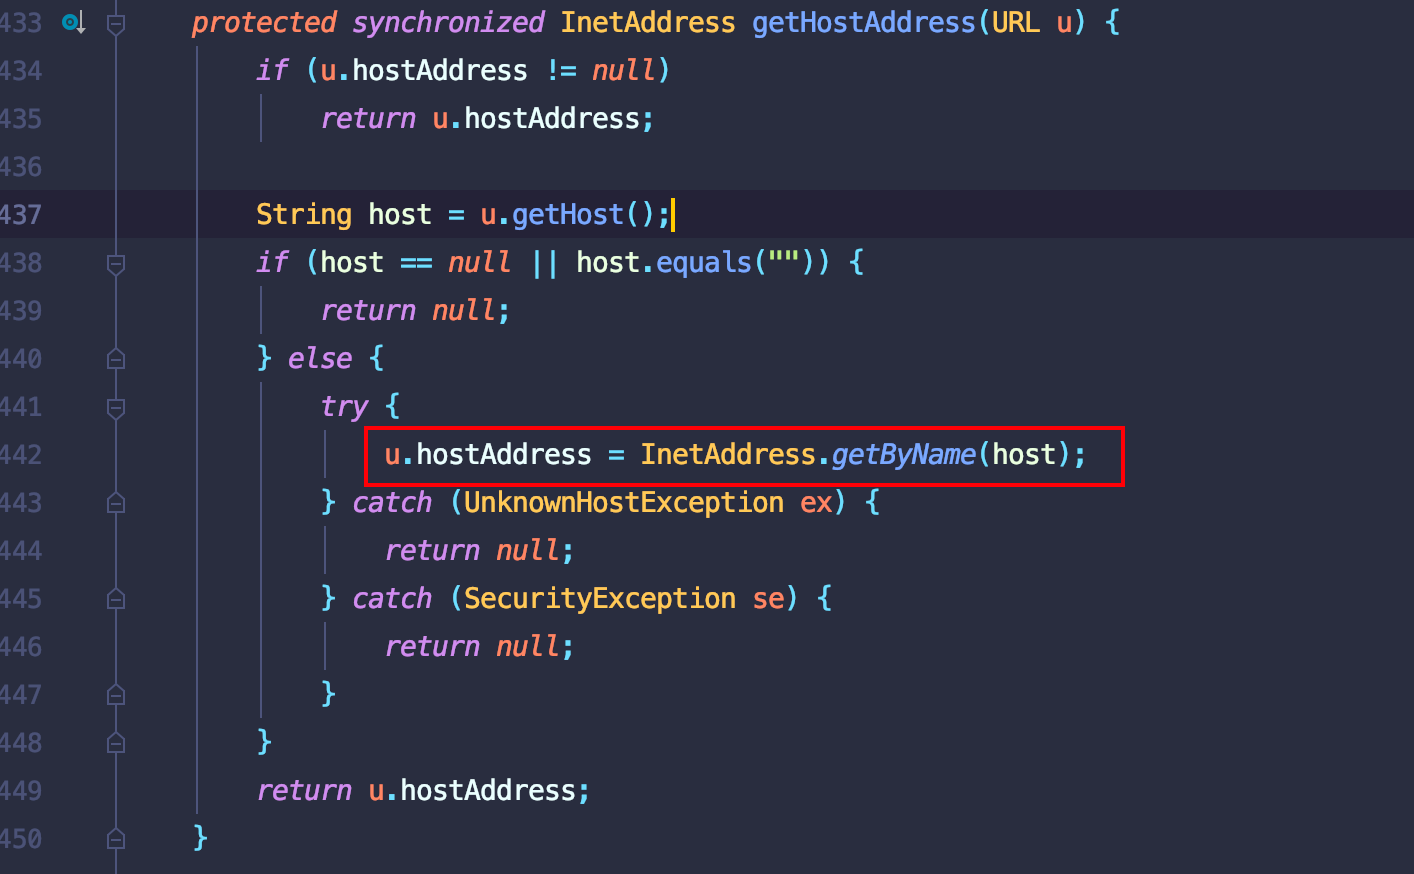 433 protected synchronized InetAddress getHostAddress(URL u) {
434 if (u.hostAddress != null)
435 return u.hostAddress;
436
437 String host = u.getHost();
438 if (host == null || host.equals("")) {
439 return null;
440 } else {
441 try {
442 u.hostAddress = InetAddress.getByName(host);
443 } catch (UnknownHostException ex) {
444 return null;
445 } catch (SecurityException se) {
446 return null;
447 }
448 }
449 return u.hostAddress;
450 }